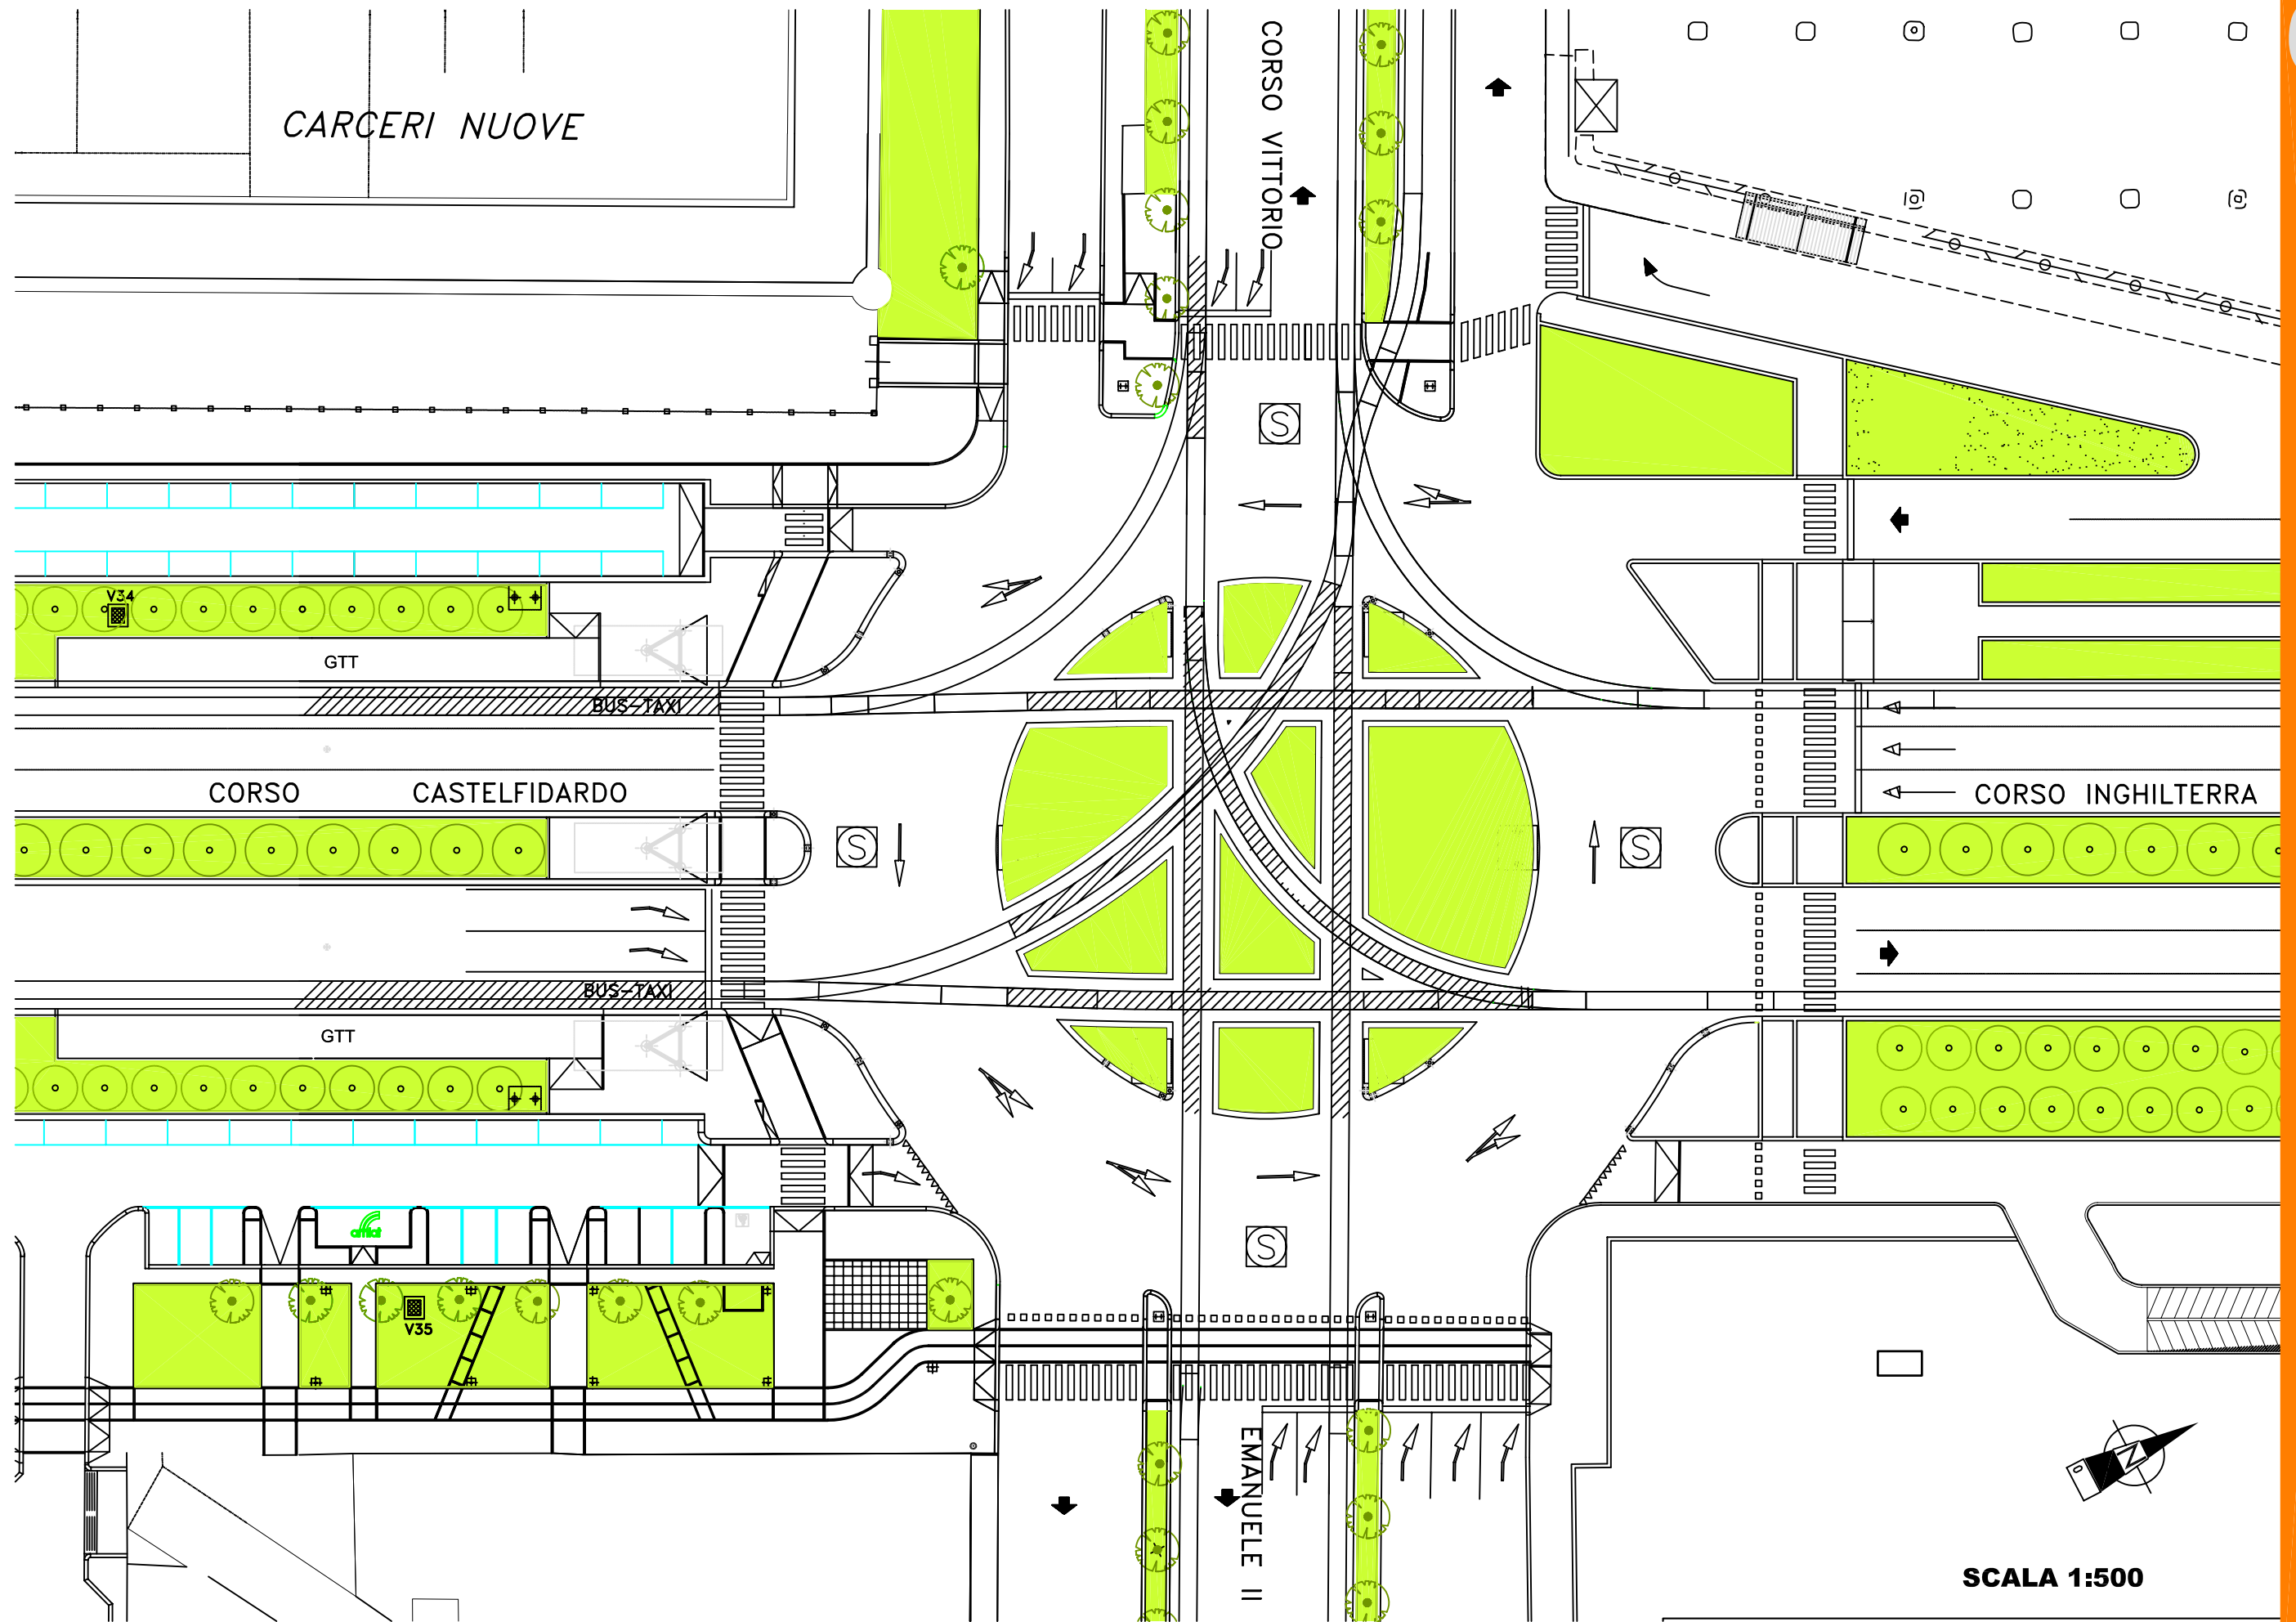 CARCERI NUOVE
CORSO VITTORIO
S
V34
GTT
BUS-TAXI
CORSO CASTELFIDARDO
S
S
CORSO INGHILTERRA
BUS-TAXI
GTT
amiat
S
V35
EMANUELE II
N
O
SCALA 1:500